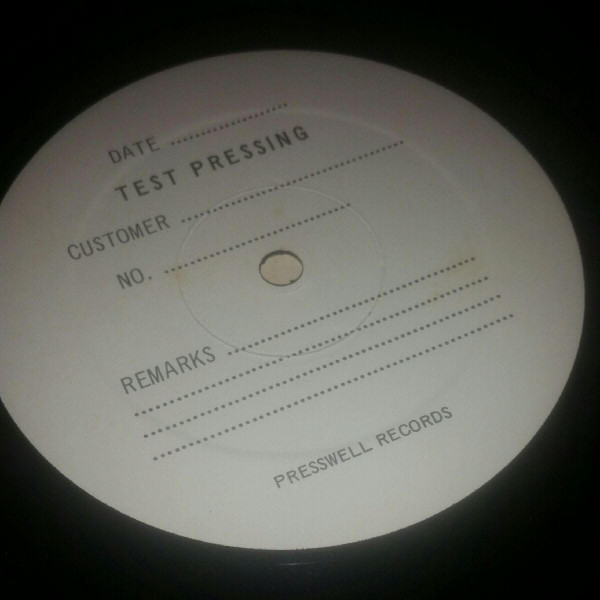 DATE ....................
TEST PRESSING
CUSTOMER ........................................
NO. ..................................
REMARKS ............................................
................................................................
................................................................
................................................................
PRESSWELL RECORDS